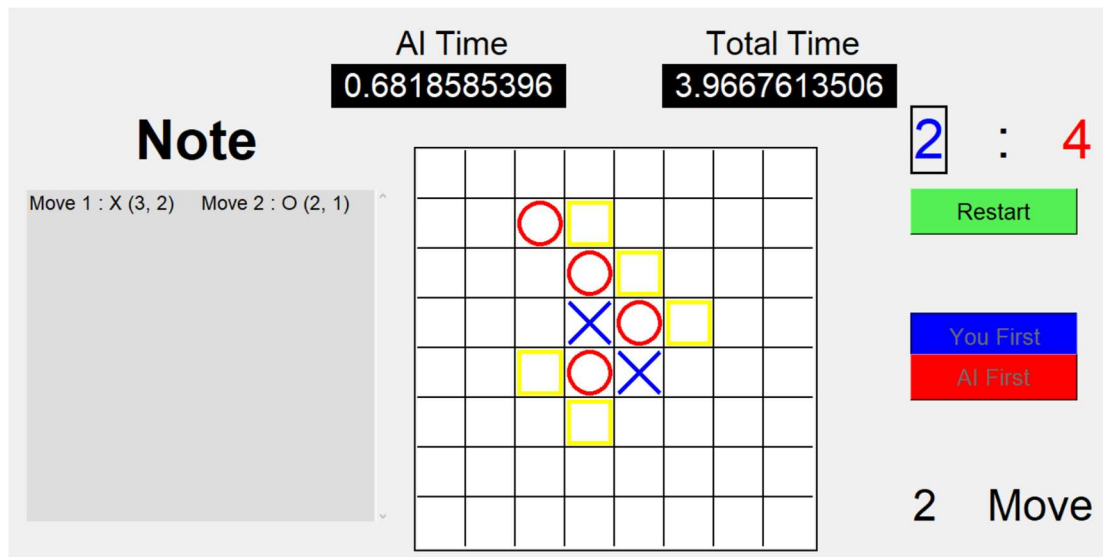 AI Time
Total Time
0.6818585396
3.9667613506
Note
2 : 4
Move 1 : X (3, 2) Move 2 : O (2, 1)
Restart
You First
AI First
2 Move